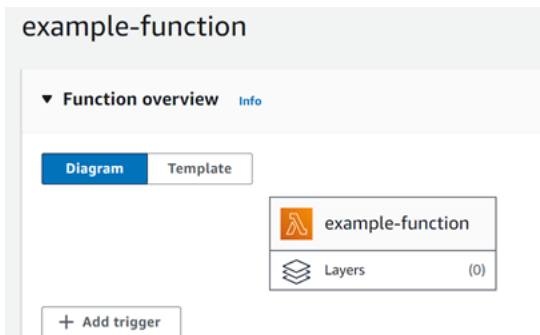 example-function
▼ Function overview Info
Diagram Template
example-function
Layers (0)
+ Add trigger